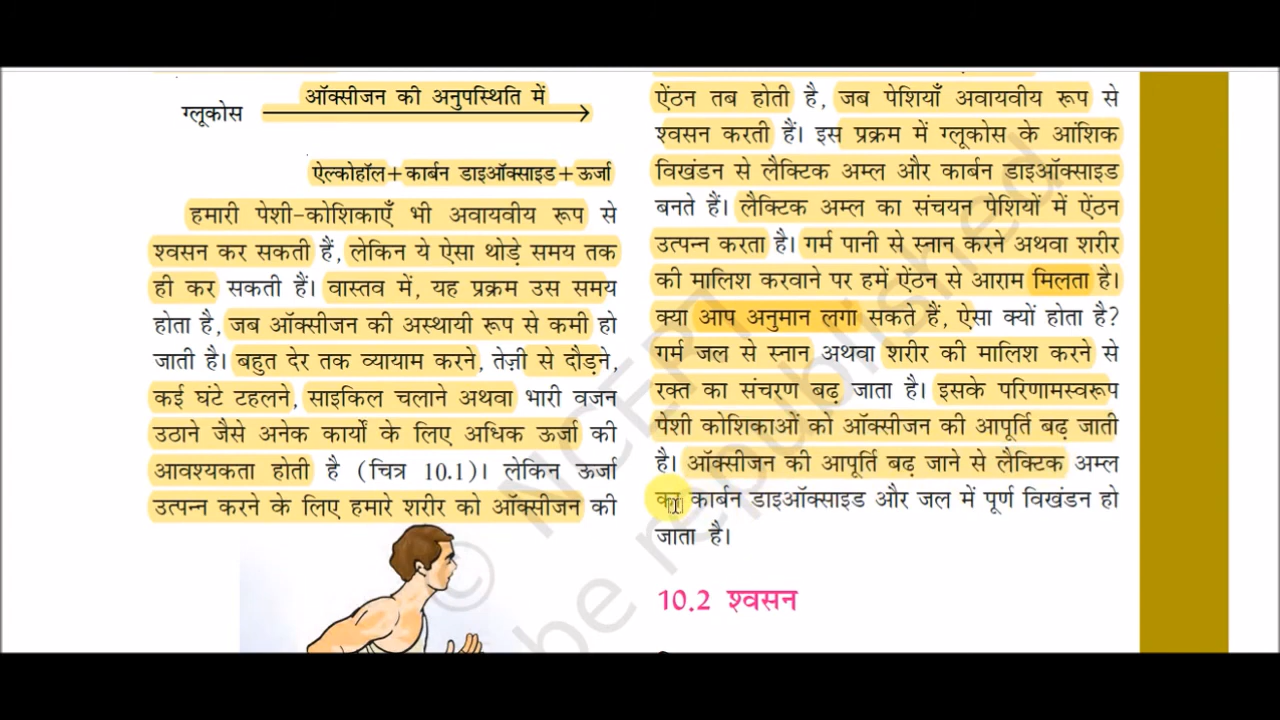 ग्लूकोस
ऑक्सीजन की अनुपस्थिति में
ऐल्कोहॉल+कार्बन डाइऑक्साइड+ऊर्जा
हमारी पेशी-कोशिकाएँ भी अवायवीय रूप से
श्वसन कर सकती हैं, लेकिन ये ऐसा थोड़े समय तक
ही कर सकती हैं। वास्तव में, यह प्रक्रम उस समय
होता है, जब ऑक्सीजन की अस्थायी रूप से कमी हो
जाती है। बहुत देर तक व्यायाम करने, तेज़ी से दौड़ने,
कई घंटे टहलने, साइकिल चलाने अथवा भारी वजन
उठाने जैसे अनेक कार्यों के लिए अधिक ऊर्जा की
आवश्यकता होती है (चित्र 10.1)। लेकिन ऊर्जा
उत्पन्न करने के लिए हमारे शरीर को ऑक्सीजन की
ऐंठन तब होती है, जब पेशियाँ अवायवीय रूप से
श्वसन करती हैं। इस प्रक्रम में ग्लूकोस के आंशिक
विखंडन से लैक्टिक अम्ल और कार्बन डाइऑक्साइड
बनते हैं। लैक्टिक अम्ल का संचयन पेशियों में ऐंठन
उत्पन्न करता है। गर्म पानी से स्नान करने अथवा शरीर
की मालिश करवाने पर हमें ऐंठन से आराम मिलता है।
क्या आप अनुमान लगा सकते हैं, ऐसा क्यों होता है?
गर्म जल से स्नान अथवा शरीर की मालिश करने से
रक्त का संचरण बढ़ जाता है। इसके परिणामस्वरूप
पेशी कोशिकाओं को ऑक्सीजन की आपूर्ति बढ़ जाती
है। ऑक्सीजन की आपूर्ति बढ़ जाने से लैक्टिक अम्ल
का कार्बन डाइऑक्साइड और जल में पूर्ण विखंडन हो
जाता है।
10.2 श्वसन
© NCERT
be republished